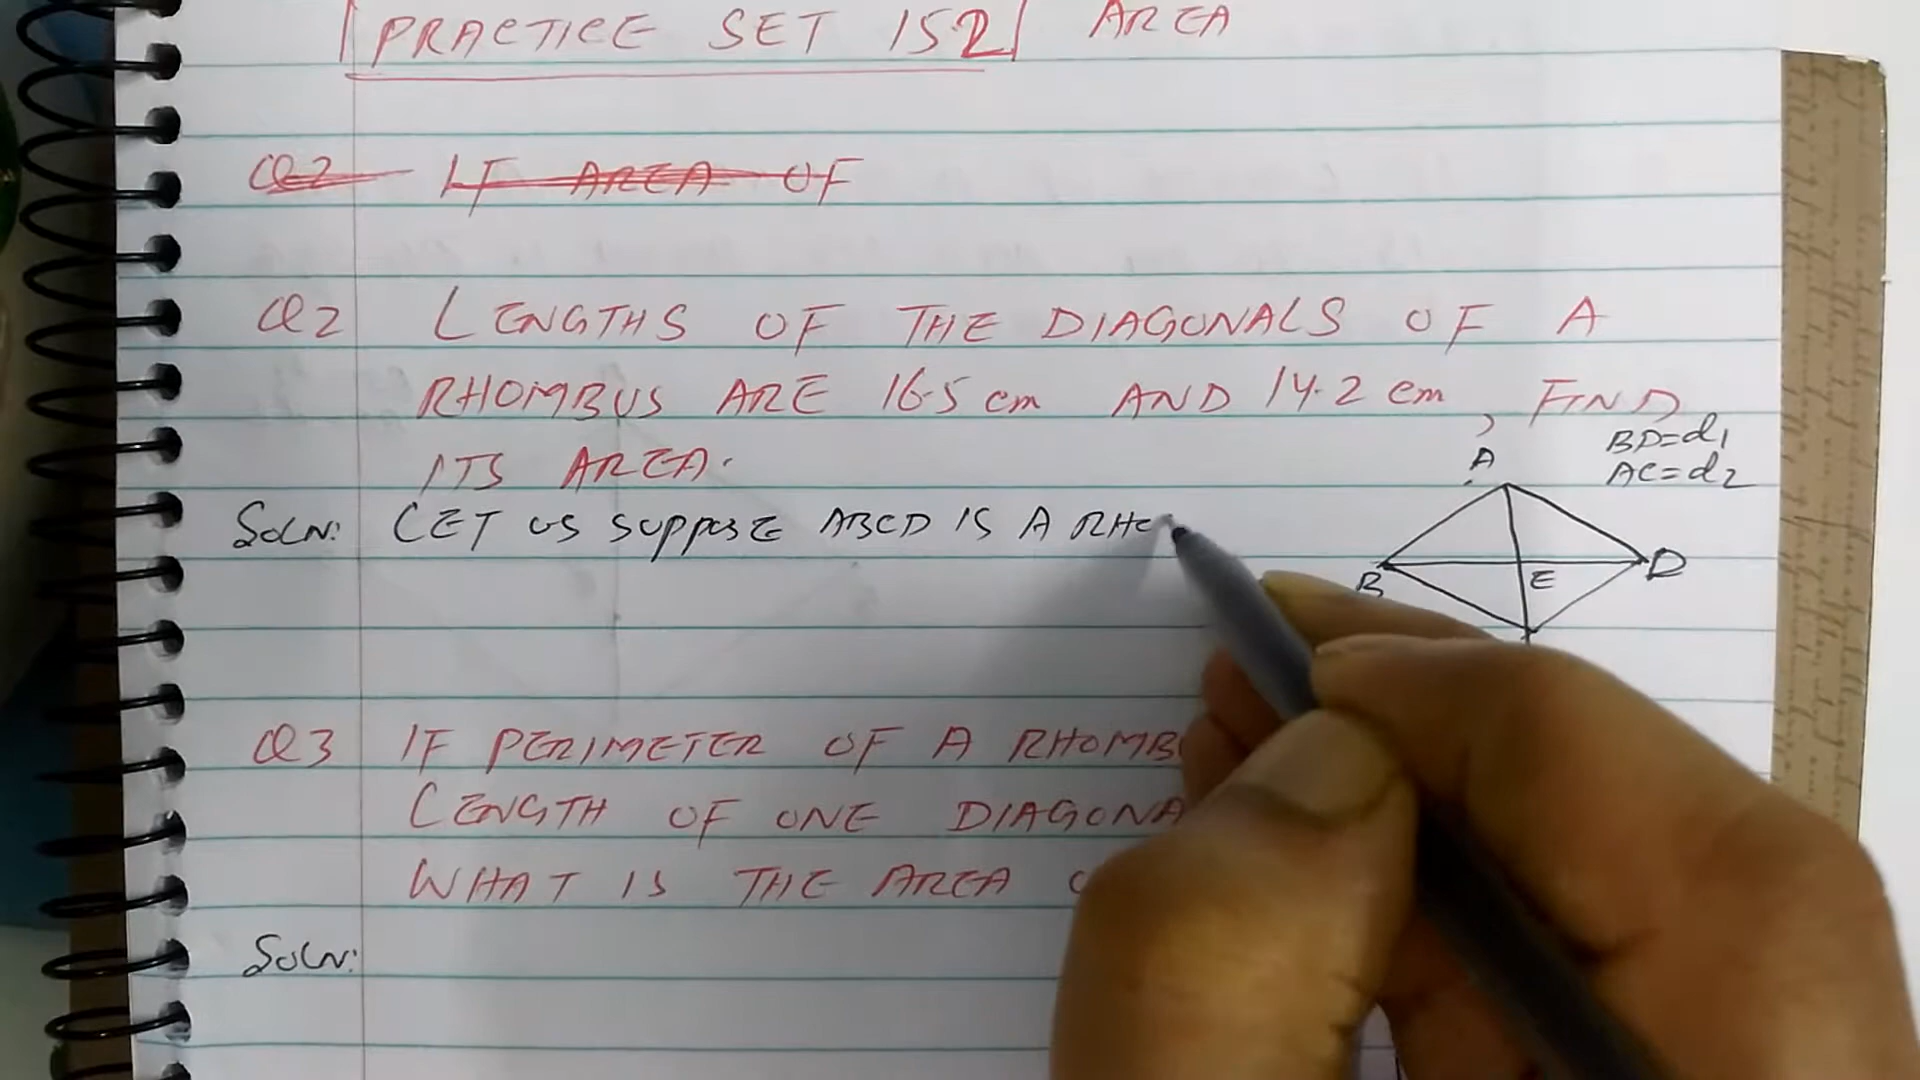 PRACTICE SET 152 AREA
Q2 IF AREA OF
Q2 LENGTHS OF THE DIAGONALS OF A
RHOMBUS ARE 16.5 cm AND 14.2 cm, FIND
ITS AREA.
BD=d1
AC=d2
A
B
E
D
SOLN: LET US SUPPOSE ABCD IS A RHO
Q3 IF PERIMETER OF A RHOMB
LENGTH OF ONE DIAGONA
WHAT IS THE AREA
SOLN: